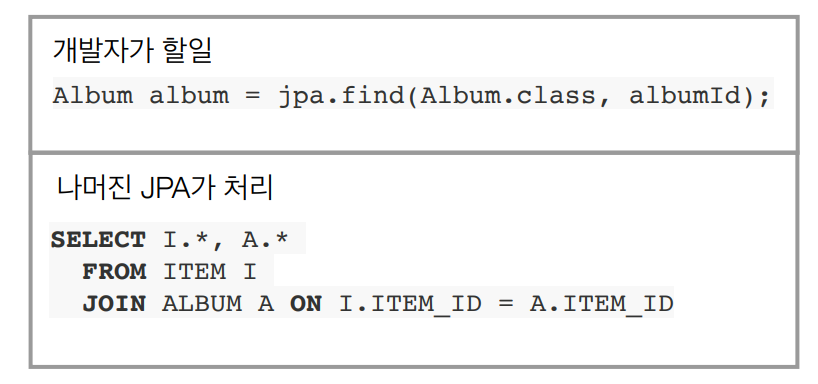 개발자가 할일
Album album = jpa.find(Album.class, albumId);
나머진 JPA가 처리
SELECT I.*, A.*
FROM ITEM I
JOIN ALBUM A ON I.ITEM_ID = A.ITEM_ID